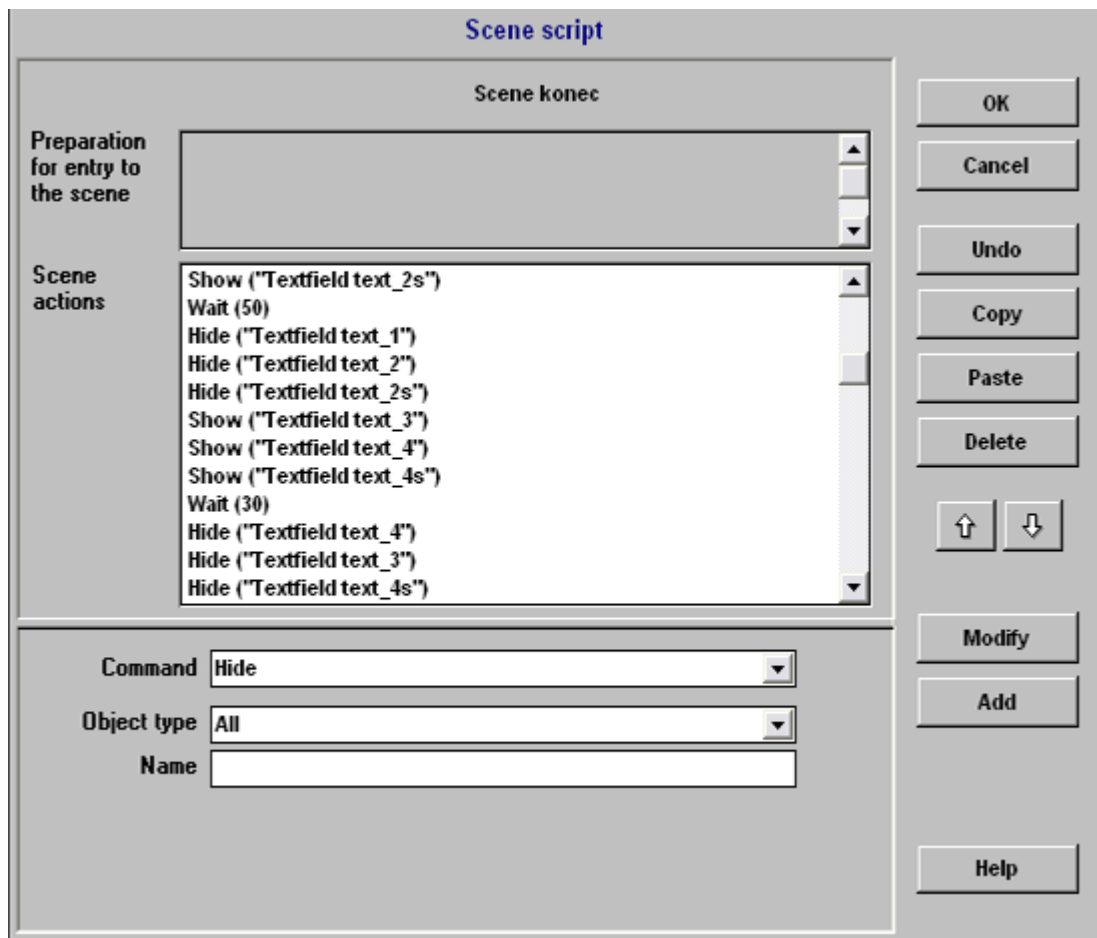 Scene script
Scene konec
Preparation
for entry to
the scene
Scene
actions
Show ("Textfield text_2s")
Wait (50)
Hide ("Textfield text_1")
Hide ("Textfield text_2")
Hide ("Textfield text_2s")
Show ("Textfield text_3")
Show ("Textfield text_4")
Show ("Textfield text_4s")
Wait (30)
Hide ("Textfield text_4")
Hide ("Textfield text_3")
Hide ("Textfield text_4s")
Command Hide
Object type All
Name
OK
Cancel
Undo
Copy
Paste
Delete
Modify
Add
Help